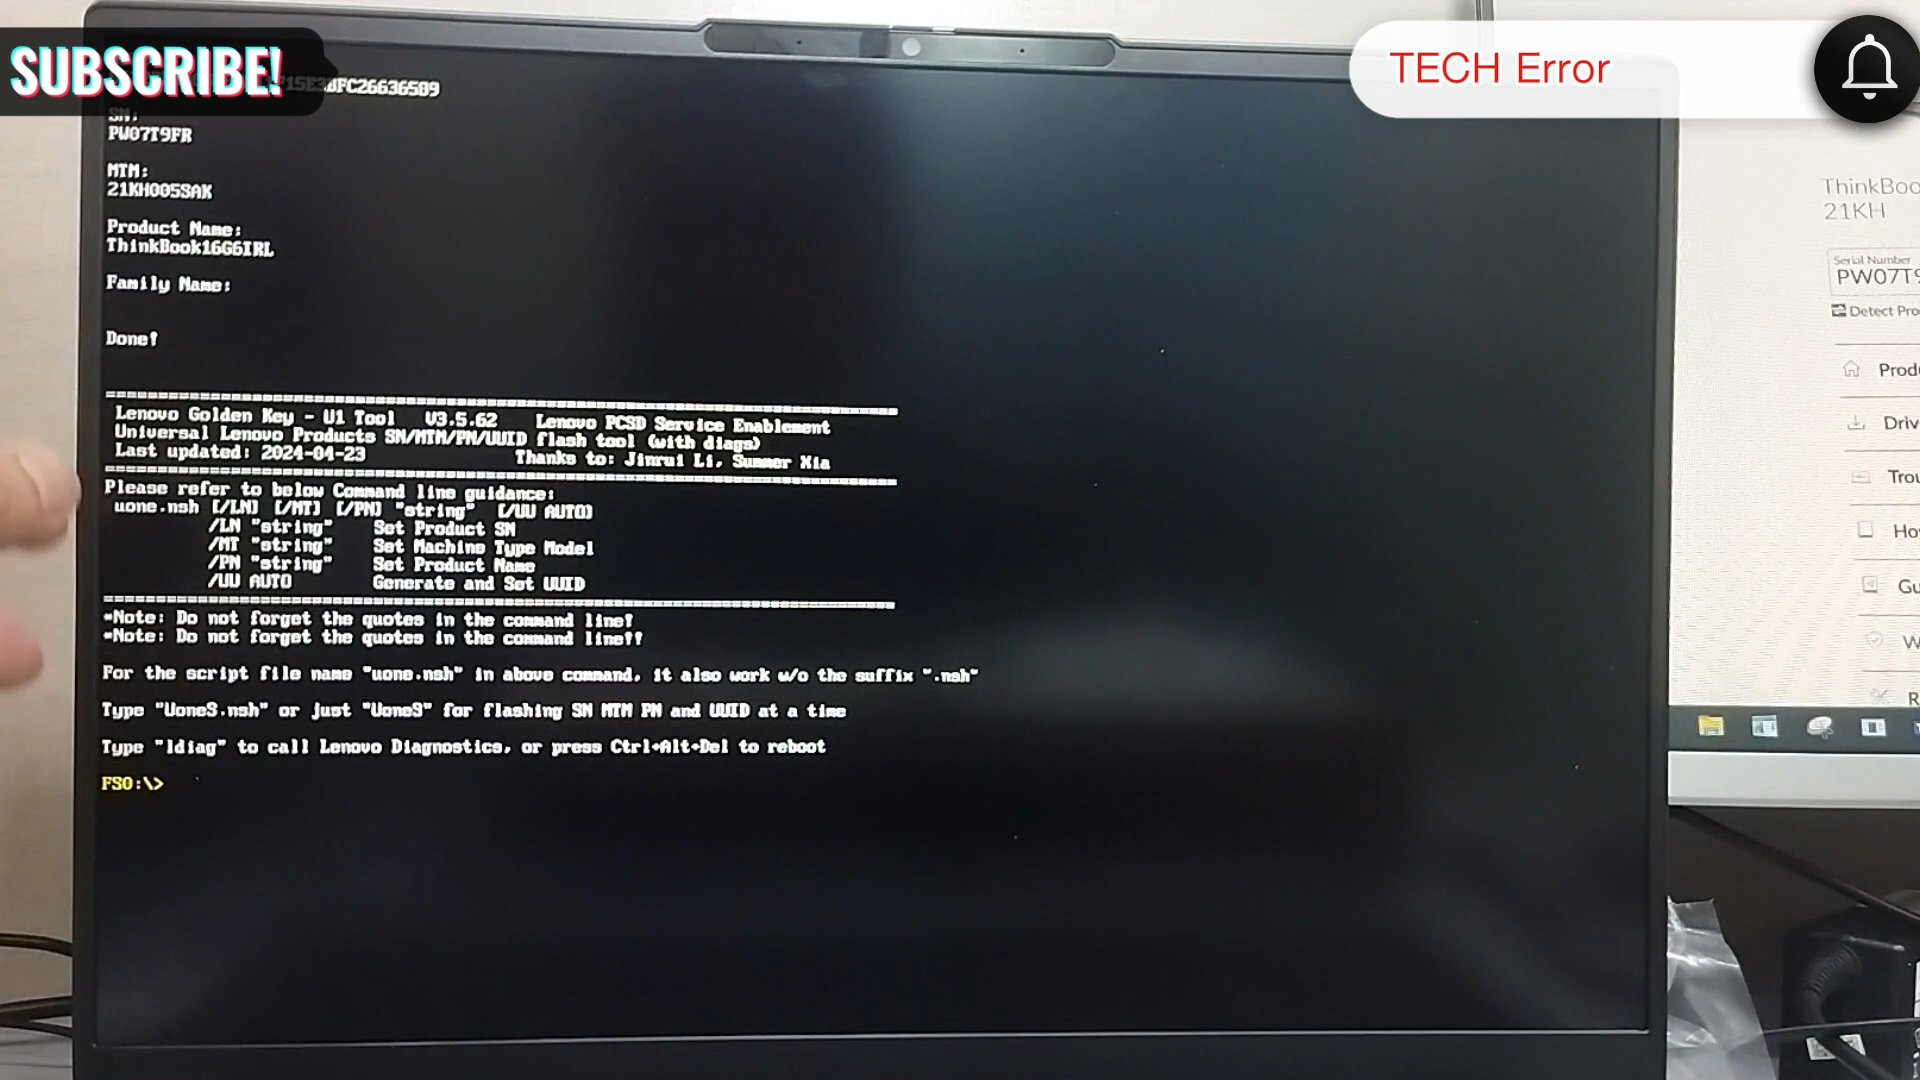 SUBSCRIBE!
TECH Error
FC26636589
SN:
PW07T9FR
MTM:
21KH005SAK
Product Name:
ThinkBook16G6IRL
Family Name:
Done!
Lenovo Golden Key - U1 Tool V3.5.62 Lenovo PCSD Service Enablement
Universal Lenovo Products SN/MTM/PN/UUID flash tool (with diags)
Last updated: 2024-04-23 Thanks to: Jinrui Li, Summer Xia
Please refer to below Command line guidance:
uone.nsh [/LN] [/MT] [/PN] "string" [/UU AUTO]
/LN "string" Set Product SN
/MT "string" Set Machine Type Model
/PN "string" Set Product Name
/UU AUTO Generate and Set UUID
*Note: Do not forget the quotes in the command line!
*Note: Do not forget the quotes in the command line!!
For the script file name "uone.nsh" in above command, it also work w/o the suffix ".nsh"
Type "UoneS.nsh" or just "UoneS" for flashing SN MTM PN and UUID at a time
Type "ldiag" to call Lenovo Diagnostics, or press Ctrl+Alt+Del to reboot
FS0:\>
ThinkBoo
21KH
Serial Number
PW07T9
Detect Pro
Prod
Driv
Trou
Ho
Gu
W
R